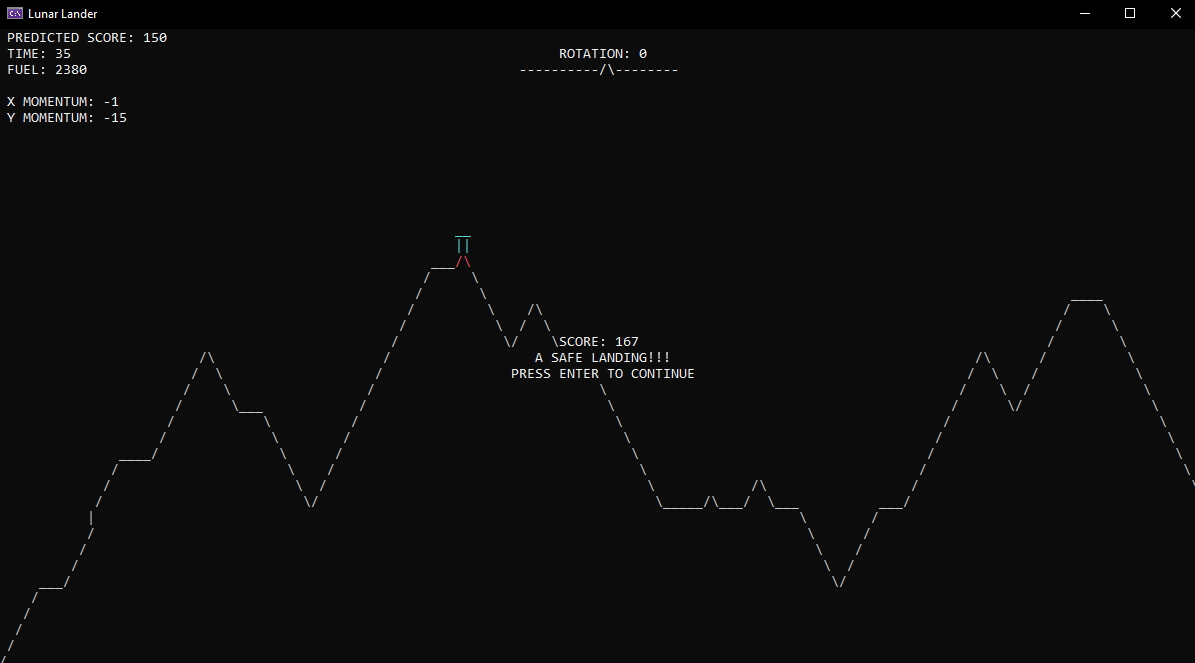 Lunar Lander
PREDICTED SCORE: 150
TIME: 35
ROTATION: 0
FUEL: 2380
----------/\--------
X MOMENTUM: -1
Y MOMENTUM: -15
SCORE: 167
A SAFE LANDING!!!
PRESS ENTER TO CONTINUE